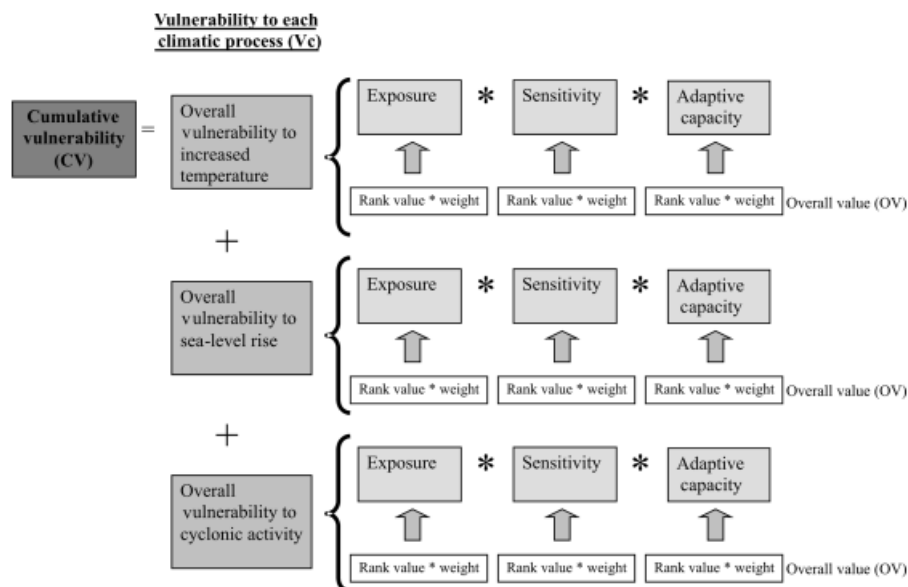 Vulnerability to each
climatic process (Vc)
Cumulative
vulnerability
(CV)
=
Overall
vulnerability to
increased
temperature
Exposure * Sensitivity * Adaptive
capacity
Rank value * weight Rank value * weight Rank value * weight Overall value (OV)
+
Overall
vulnerability to
sea-level rise
Exposure * Sensitivity * Adaptive
capacity
Rank value * weight Rank value * weight Rank value * weight Overall value (OV)
+
Overall
vulnerability to
cyclonic activity
Exposure * Sensitivity * Adaptive
capacity
Rank value * weight Rank value * weight Rank value * weight Overall value (OV)